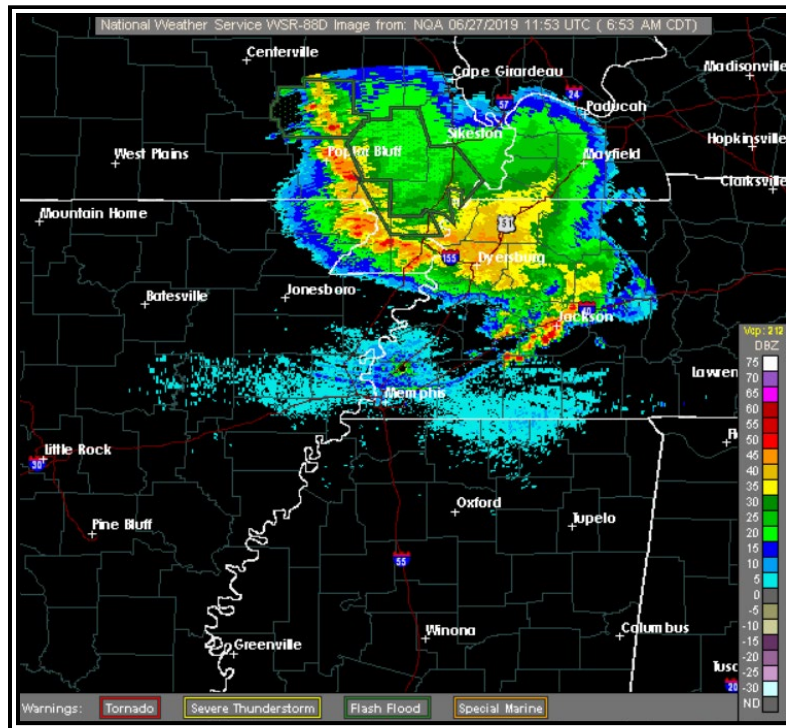 National Weather Service WSR-88D Image from: NQA 06/27/2019 11:53 UTC ( 6:53 AM CDT)
Centerville
Cape Girardeau
Madisonville
24
57
Paducah
Sikeston
Hopkinsville
West Plains
Poplar Bluff
Mayfield
Clarksville
Mountain Home
51
155
Dyersburg
Jonesboro
Batesville
40
Jackson
Vcp: 212
DBZ
75
70
65
60
55
50
45
40
35
30
25
20
15
10
5
0
-5
-10
-15
-20
-25
-30
ND
Lawren
Memphis
Little Rock
30
Oxford
Tupelo
Pine Bluff
55
Winona
Columbus
Greenville
Tusc
20
Warnings:
Tornado
Severe Thunderstorm
Flash Flood
Special Marine